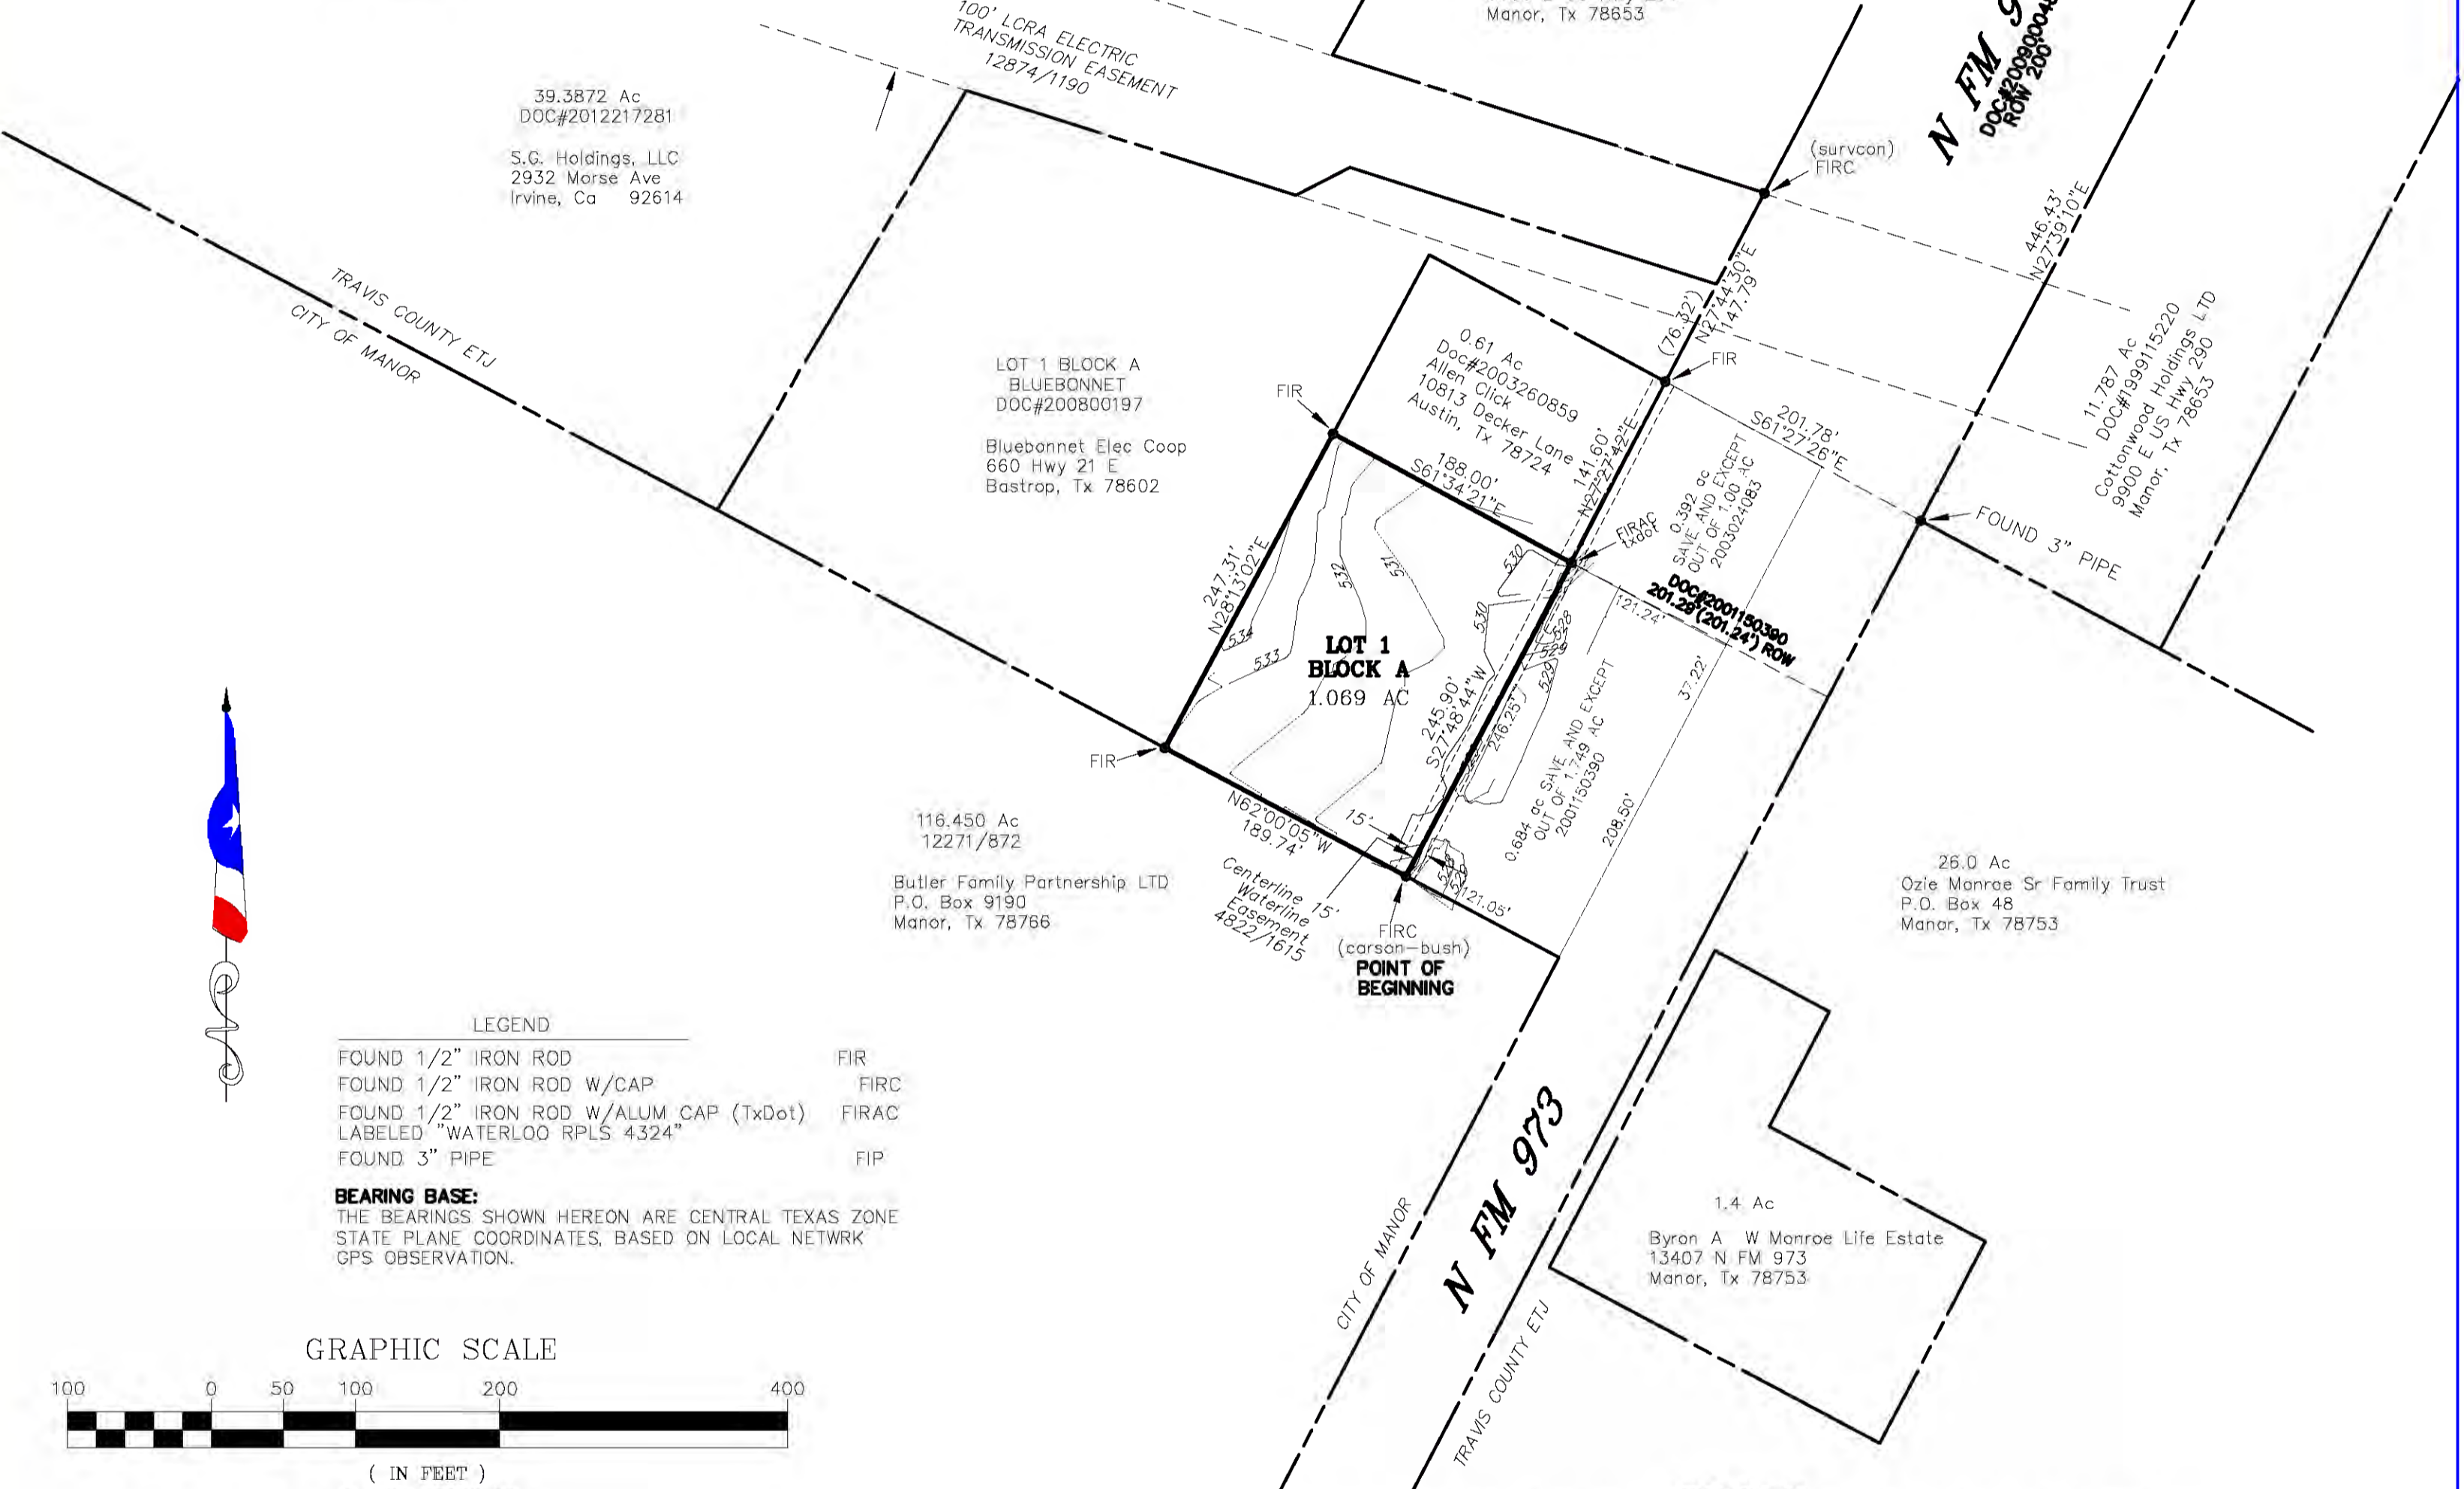 Manor, Tx 78653
100' LCRA ELECTRIC
TRANSMISSION EASEMENT
12874/1190
N FM 9
ROW 200'
39.3872 Ac
DOC#2012217281
S.G. Holdings, LLC
2932 Morse Ave
Irvine, Ca 92614
(survcon)
FIRC
446.43'
N27°39'10"E
TRAVIS COUNTY ETJ
CITY OF MANOR
(76.32')
N27°44'30"E
147.79'
FIR
11.787 Ac
DOC#1999115220
Cottonwood Holdings LTD
9900 E US Hwy 290
Manor, Tx 78653
LOT 1 BLOCK A
BLUEBONNET
DOC#200800197
Bluebonnet Elec Coop
660 Hwy 21 E
Bastrop, Tx 78602
FIR
0.61 Ac
Doc#2003260859
Allen Click
10813 Decker Lane
Austin, Tx 78724
188.00'
S61°34'21"E
141.60'
N27°27'42"E
201.78'
S61°27'26"E
0.392 ac
SAVE AND EXCEPT
OUT OF 1.00 AC
2003024083
FIRAC
txdot
FOUND 3" PIPE
DOC#2001150390
201.29'(201.24') ROW
121.24'
247.31'
N28°13'02"E
534
533
532
531
530
530
528
529
529
LOT 1
BLOCK A
1.069 AC
245.90'
S27°48'44"W
246.25'
0.684 ac SAVE AND EXCEPT
OUT OF 1.749 AC
2001150390
37.22'
208.50'
FIR
N62°00'05"W
189.74'
15'
121.05'
Centerline 15'
Waterline
Easement
4822/1615
FIRC
(carson-bush)
POINT OF
BEGINNING
116.450 Ac
12271/872
Butler Family Partnership LTD
P.O. Box 9190
Manor, Tx 78766
26.0 Ac
Ozie Monroe Sr Family Trust
P.O. Box 48
Manor, Tx 78753
LEGEND
FOUND 1/2" IRON ROD FIR
FOUND 1/2" IRON ROD W/CAP FIRC
FOUND 1/2" IRON ROD W/ALUM CAP (TxDot) FIRAC
LABELED "WATERLOO RPLS 4324"
FOUND 3" PIPE FIP
BEARING BASE:
THE BEARINGS SHOWN HEREON ARE CENTRAL TEXAS ZONE
STATE PLANE COORDINATES, BASED ON LOCAL NETWRK
GPS OBSERVATION.
N FM 973
CITY OF MANOR
TRAVIS COUNTY ETJ
1.4 Ac
Byron A W Monroe Life Estate
13407 N FM 973
Manor, Tx 78753
GRAPHIC SCALE
100 0 50 100 200 400
( IN FEET )